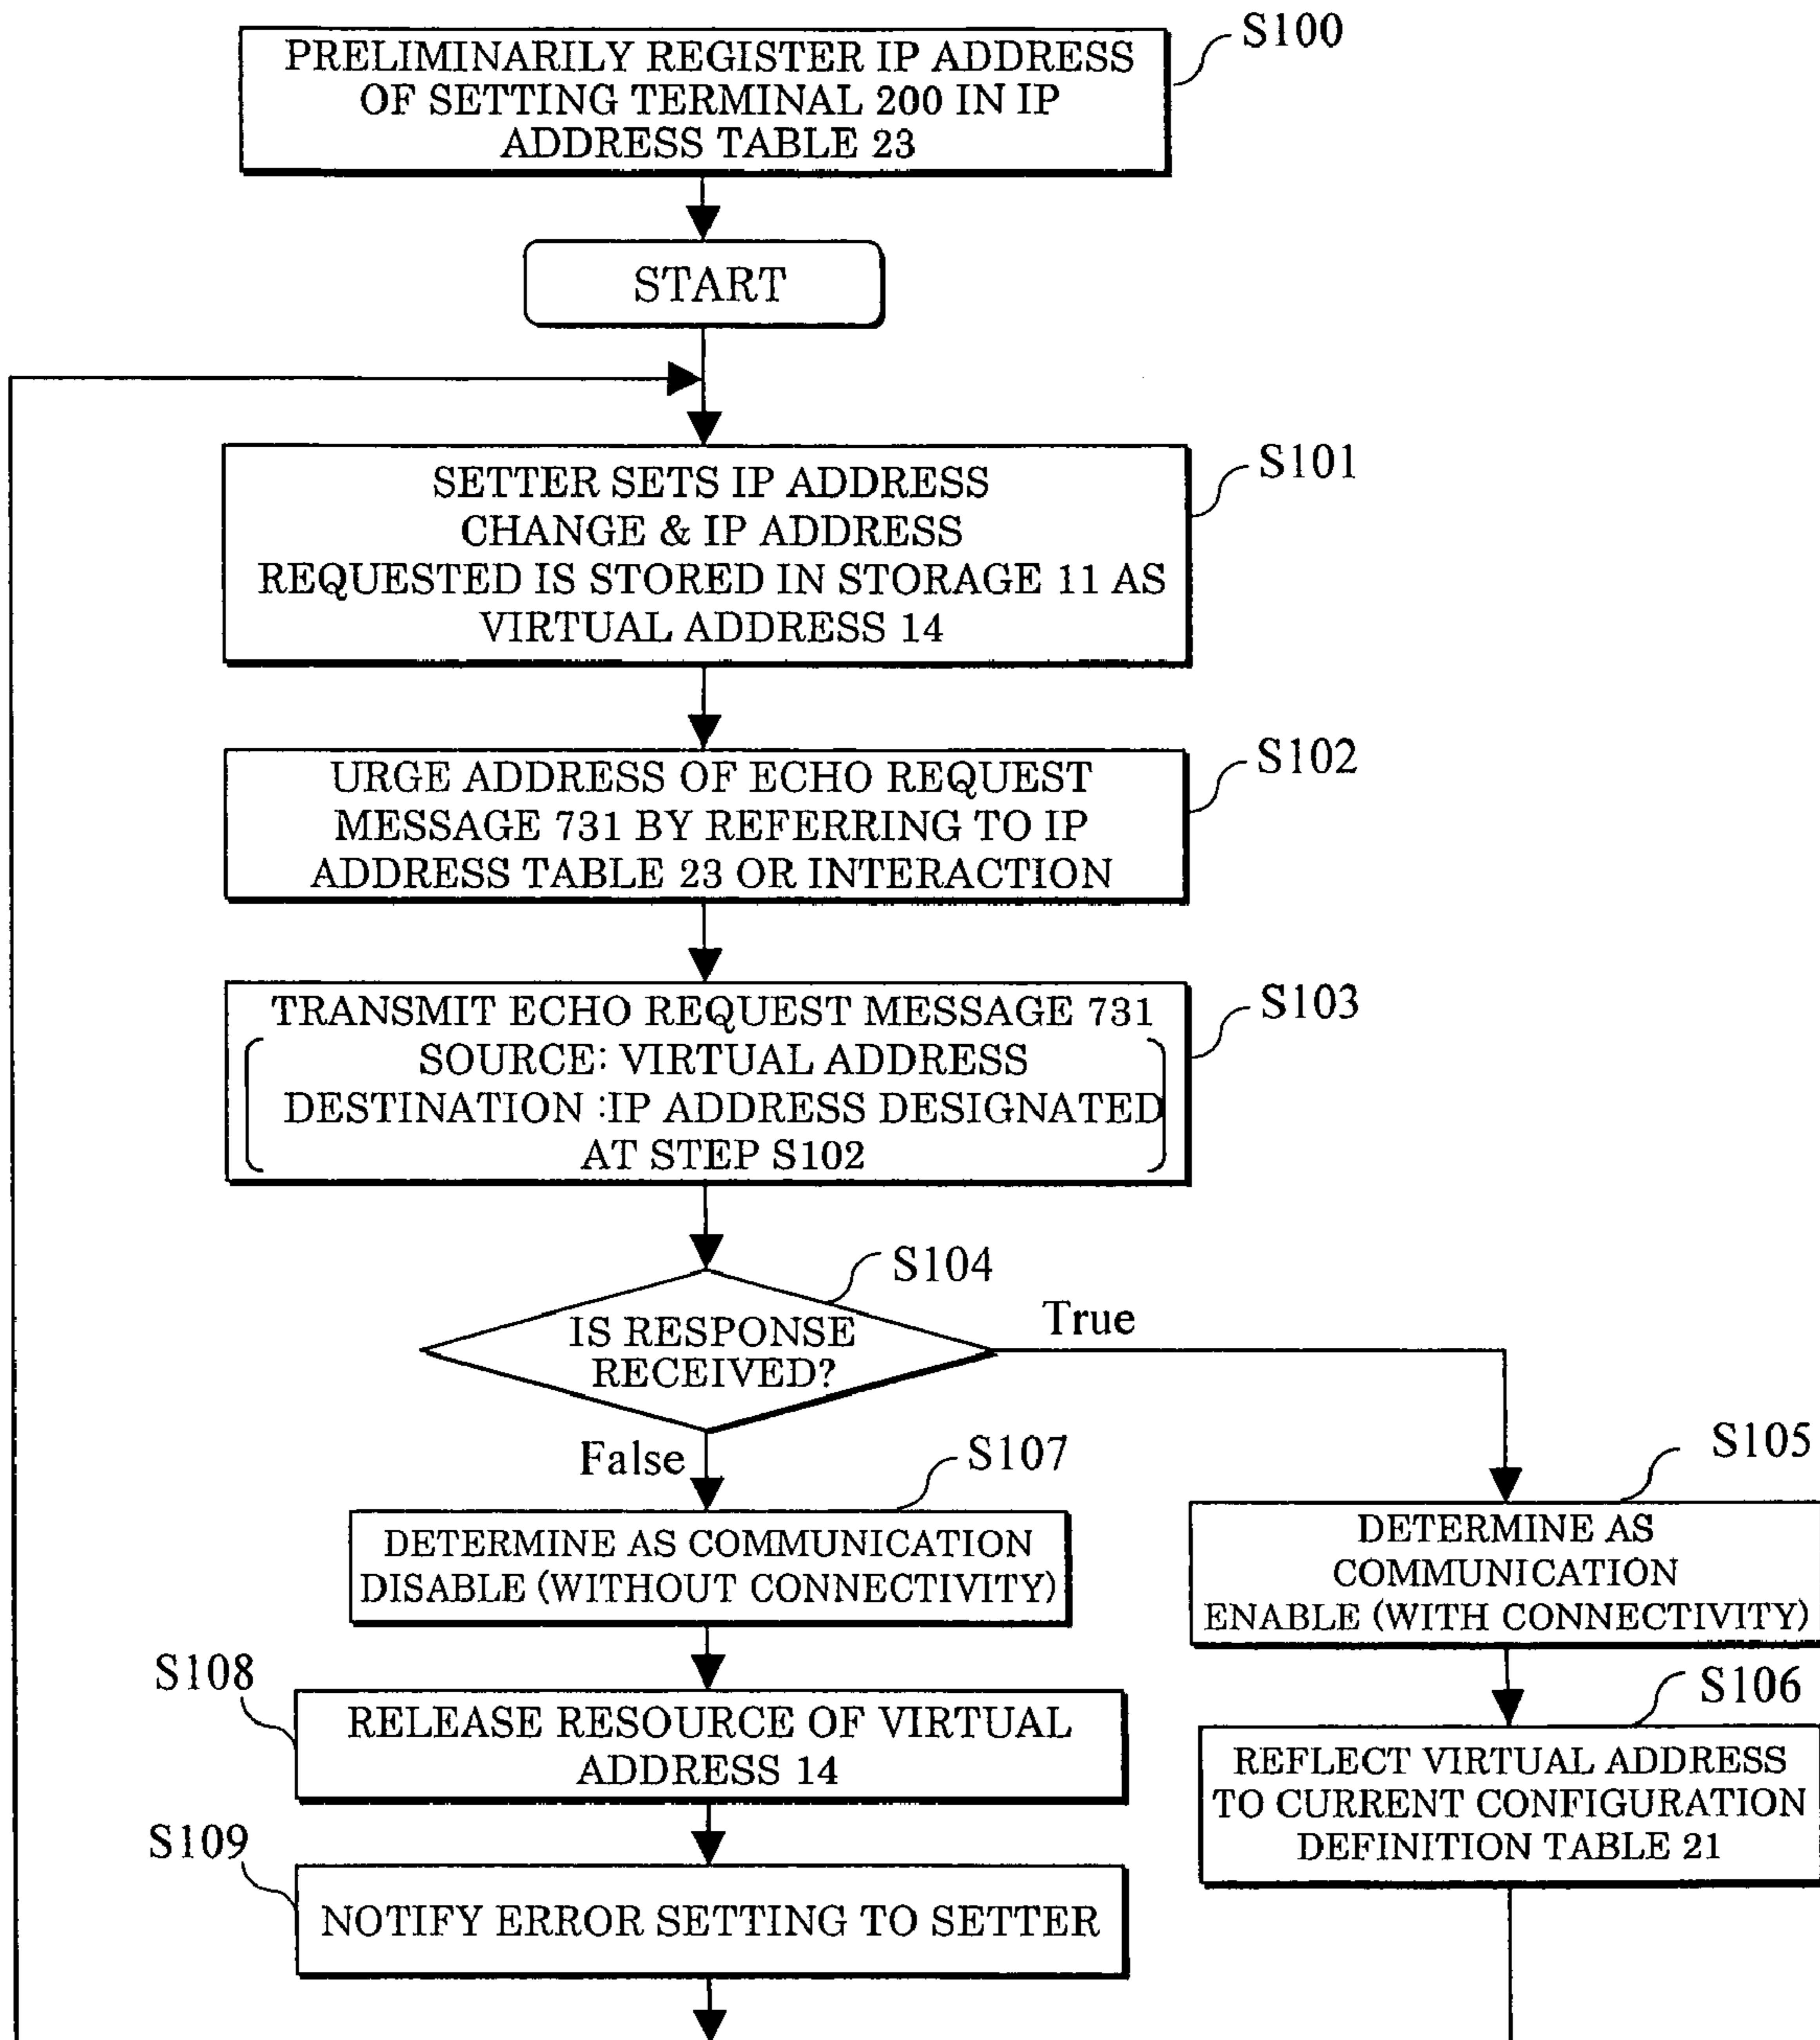 S100
PRELIMINARILY REGISTER IP ADDRESS
OF SETTING TERMINAL 200 IN IP
ADDRESS TABLE 23
START
S101
SETTER SETS IP ADDRESS
CHANGE & IP ADDRESS
REQUESTED IS STORED IN STORAGE 11 AS
VIRTUAL ADDRESS 14
S102
URGE ADDRESS OF ECHO REQUEST
MESSAGE 731 BY REFERRING TO IP
ADDRESS TABLE 23 OR INTERACTION
S103
TRANSMIT ECHO REQUEST MESSAGE 731
SOURCE: VIRTUAL ADDRESS
DESTINATION :IP ADDRESS DESIGNATED
AT STEP S102
S104
IS RESPONSE
RECEIVED?
True
False
S107
DETERMINE AS COMMUNICATION
DISABLE (WITHOUT CONNECTIVITY)
S105
DETERMINE AS
COMMUNICATION
ENABLE (WITH CONNECTIVITY)
S108
RELEASE RESOURCE OF VIRTUAL
ADDRESS 14
S106
REFLECT VIRTUAL ADDRESS
TO CURRENT CONFIGURATION
DEFINITION TABLE 21
S109
NOTIFY ERROR SETTING TO SETTER